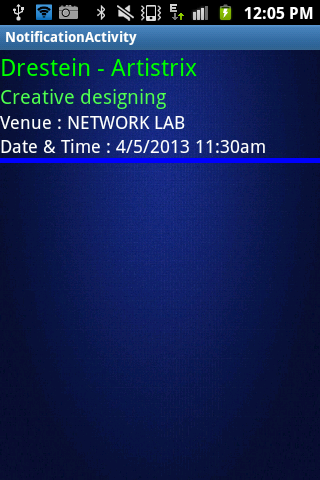 12:05 PM
NotificationActivity
Drestein - Artistrix
Creative designing
Venue : NETWORK LAB
Date & Time : 4/5/2013 11:30am